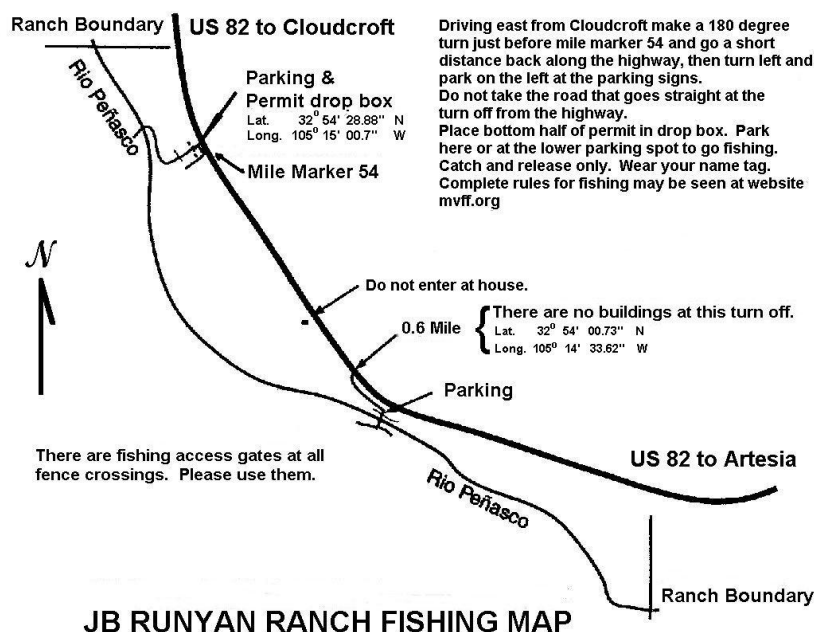 Ranch Boundary
US 82 to Cloudcroft
Driving east from Cloudcroft make a 180 degree
turn just before mile marker 54 and go a short
distance back along the highway, then turn left and
park on the left at the parking signs.
Do not take the road that goes straight at the
turn off from the highway.
Place bottom half of permit in drop box. Park
here or at the lower parking spot to go fishing.
Catch and release only. Wear your name tag.
Complete rules for fishing may be seen at website
mvff.org
Rio Peñasco
Parking &
Permit drop box
Lat. 32° 54' 28.88" N
Long. 105° 15' 00.7" W
Mile Marker 54
N
Do not enter at house.
0.6 Mile
There are no buildings at this turn off.
Lat. 32° 54' 00.73" N
Long. 105° 14' 33.62" W
Parking
There are fishing access gates at all
fence crossings. Please use them.
US 82 to Artesia
Rio Peñasco
Ranch Boundary
JB RUNYAN RANCH FISHING MAP